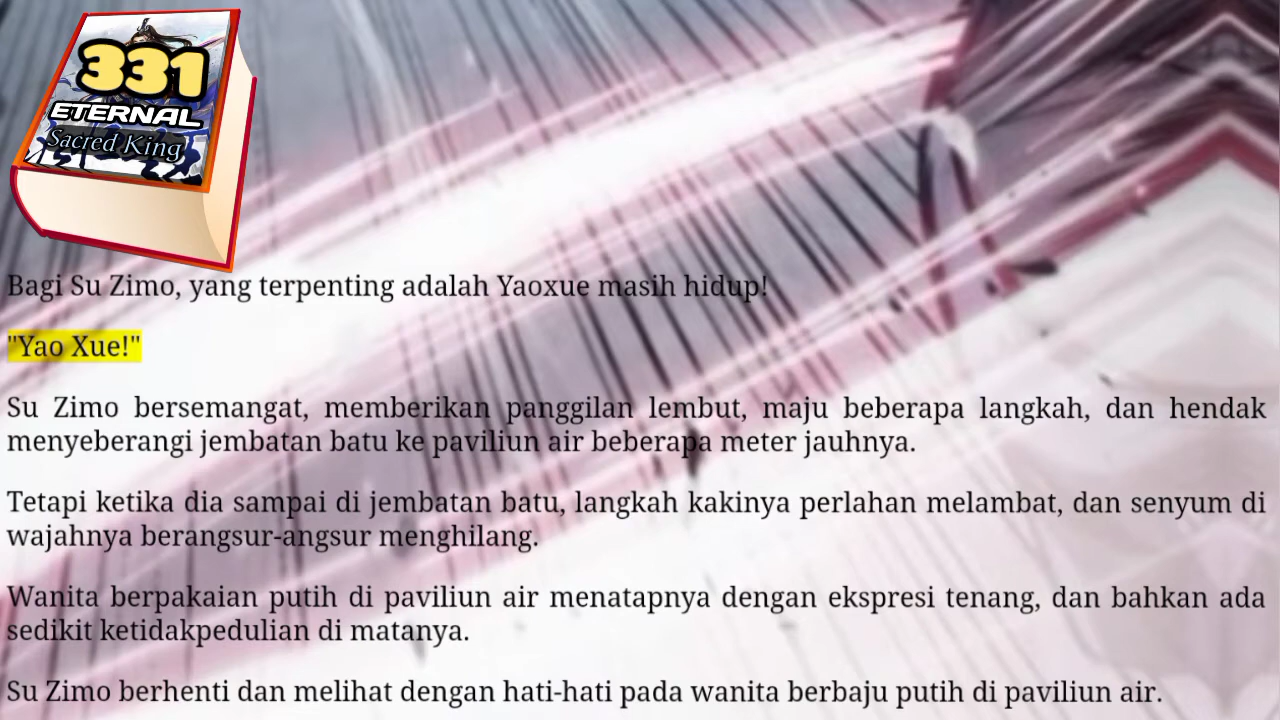 331
ETERNAL
Sacred King
Bagi Su Zimo, yang terpenting adalah Yaoxue masih hidup!
"Yao Xue!"
Su Zimo bersemangat, memberikan panggilan lembut, maju beberapa langkah, dan hendak
menyeberangi jembatan batu ke paviliun air beberapa meter jauhnya.
Tetapi ketika dia sampai di jembatan batu, langkah kakinya perlahan melambat, dan senyum di
wajahnya berangsur-angsur menghilang.
Wanita berpakaian putih di paviliun air menatapnya dengan ekspresi tenang, dan bahkan ada
sedikit ketidakpedulian di matanya.
Su Zimo berhenti dan melihat dengan hati-hati pada wanita berbaju putih di paviliun air.